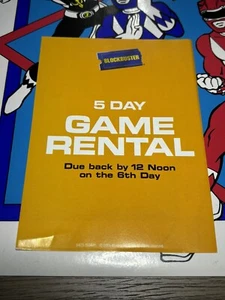 BLOCKBUSTER
5 DAY
GAME
RENTAL
Due back by 12 Noon
on the 6th Day